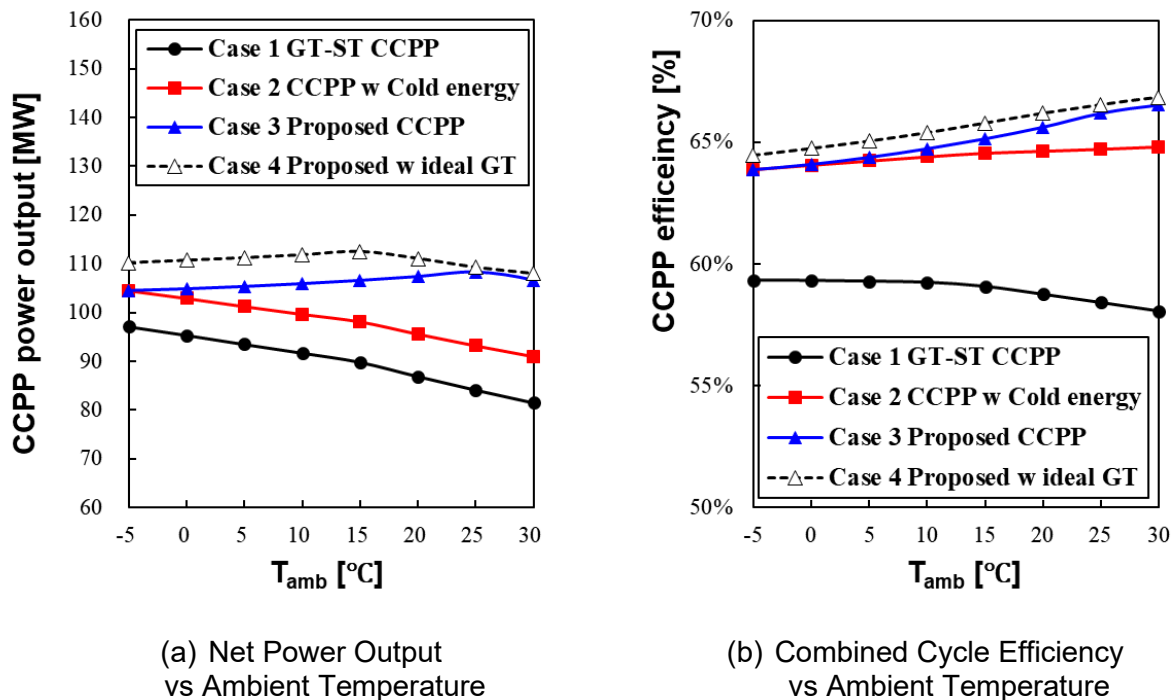 CCPP power output [MW]
160
150
140
130
120
110
100
90
80
70
60
Case 1 GT-ST CCPP
Case 2 CCPP w Cold energy
Case 3 Proposed CCPP
Case 4 Proposed w ideal GT
-5 0 5 10 15 20 25 30
Tamb [℃]
(a) Net Power Output
vs Ambient Temperature
CCPP efficeincy [%]
70%
65%
60%
55%
50%
Case 1 GT-ST CCPP
Case 2 CCPP w Cold energy
Case 3 Proposed CCPP
Case 4 Proposed w ideal GT
-5 0 5 10 15 20 25 30
Tamb [℃]
(b) Combined Cycle Efficiency
vs Ambient Temperature